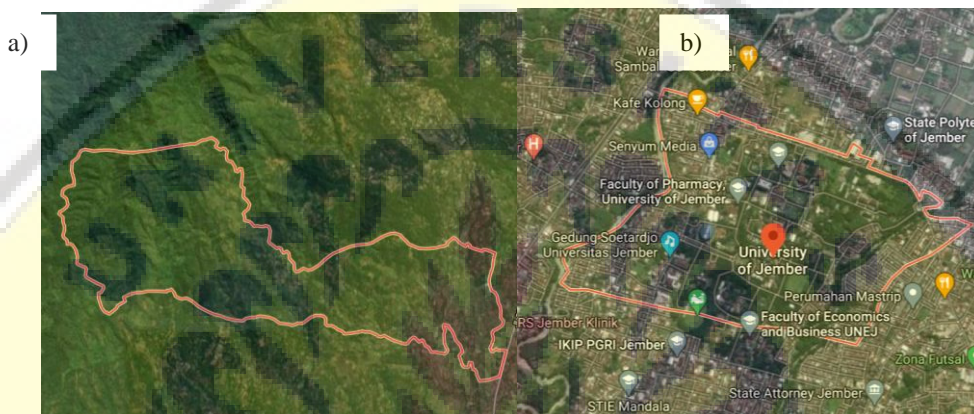 a)
b)
Kafe Kolong
State Polyte
of Jember
Senyum Media
Faculty of Pharmacy,
University of Jember
Gedung Soetardjo
Universitas Jember
University
of Jember
Perumahan Mastrip
Faculty of Economics
and Business UNEJ
RS Jember Klinik
IKIP PGRI Jember
Zona Futsal
State Attorney Jember
STIE Mandala